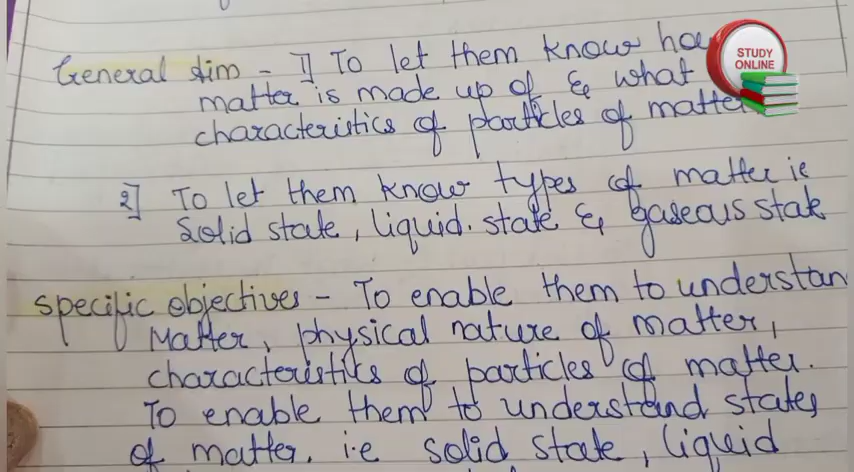 General Aim - 1] To let them know how
matter is made up of & what
characteristics of particles of matter
2] To let them know types of matter ie
Solid state, liquid. state & gaseous state
specific objectives - To enable them to understan
Matter, physical nature of matter,
characteristics of particles of matter.
To enable them to understand states
of matter. i.e solid state, liquid
STUDY
ONLINE